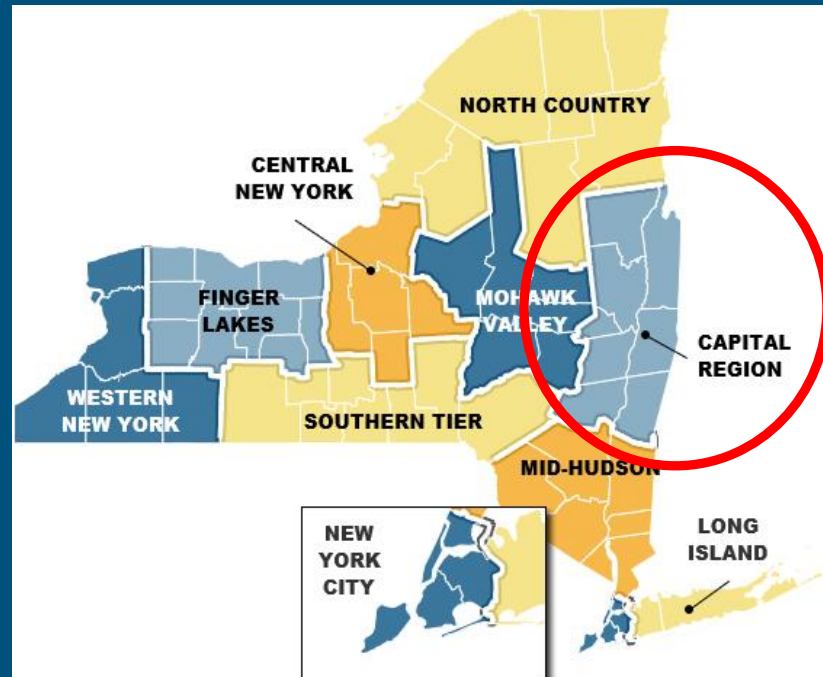 NORTH COUNTRY
CENTRAL
NEW YORK
FINGER
LAKES
MOHAWK
VALLEY
CAPITAL
REGION
WESTERN
NEW YORK
SOUTHERN TIER
MID-HUDSON
NEW
YORK
CITY
LONG
ISLAND